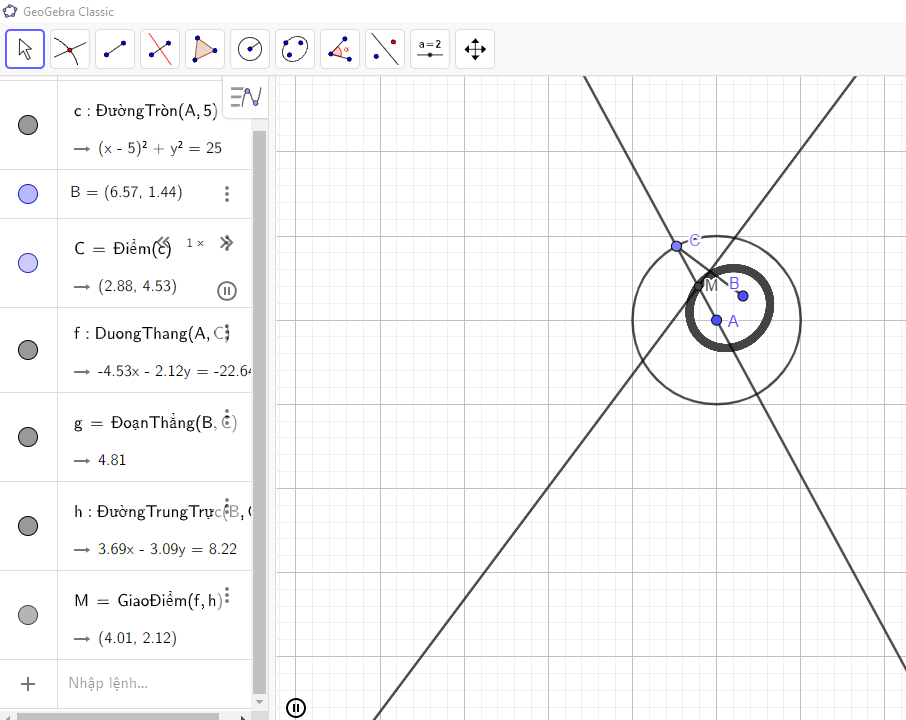 GeoGebra Classic
α
a=2
c : ĐườngTròn(A, 5)
→ (x - 5)² + y² = 25
B = (6.57, 1.44)
C = Điểm(c)
1 ×
→ (2.88, 4.53)
f : DuongThang(A, C)
→ -4.53x - 2.12y = -22.64
g = ĐoạnThẳng(B, C)
→ 4.81
h : ĐườngTrungTrực(B, C
→ 3.69x - 3.09y = 8.22
M = GiaoĐiểm(f, h)
→ (4.01, 2.12)
Nhập lệnh...
C
M
B
A